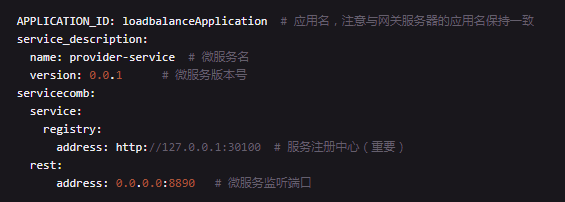 APPLICATION_ID: loadbalanceApplication  # 应用名，注意与网关服务器的应用名保持一致
service_description:
  name: provider-service  # 微服务名
  version: 0.0.1      # 微服务版本号
servicecomb:
  service:
    registry:
      address: http://127.0.0.1:30100  # 服务注册中心（重要）
  rest:
      address: 0.0.0.0:8890   # 微服务监听端口